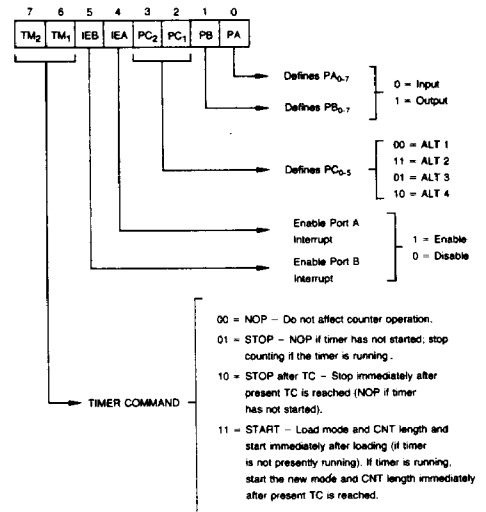 7 6 5 4 3 2 1 0
TM₂ TM₁ IEB IEA PC₂ PC₁ PB PA
Defines PA₀₋₇
0 = Input
1 = Output
Defines PB₀₋₇
Defines PC₀₋₅
00 = ALT 1
11 = ALT 2
01 = ALT 3
10 = ALT 4
Enable Port A
Interrupt
1 = Enable
0 = Disable
Enable Port B
Interrupt
TIMER COMMAND
00 = NOP – Do not affect counter operation.
01 = STOP – NOP if timer has not started; stop
counting if the timer is running.
10 = STOP after TC – Stop immediately after
present TC is reached (NOP if timer
has not started).
11 = START – Load mode and CNT length and
start immediately after loading (if timer
is not presently running). If timer is running,
start the new mode and CNT length immediately
after present TC is reached.